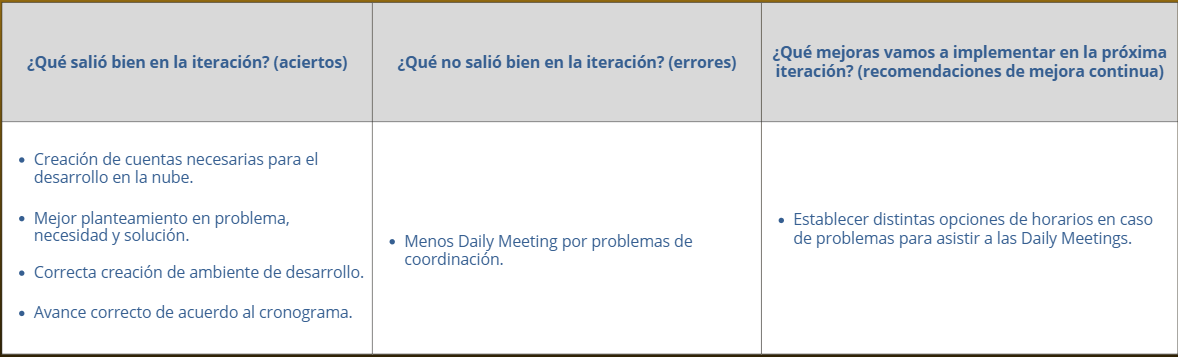 ¿Qué salió bien en la iteración? (aciertos)
¿Qué no salió bien en la iteración? (errores)
¿Qué mejoras vamos a implementar en la próxima
iteración? (recomendaciones de mejora continua)
• Creación de cuentas necesarias para el
desarrollo en la nube.
• Mejor planteamiento en problema,
necesidad y solución.
• Correcta creación de ambiente de desarrollo.
• Avance correcto de acuerdo al cronograma.
• Menos Daily Meeting por problemas de
coordinación.
• Establecer distintas opciones de horarios en caso
de problemas para asistir a las Daily Meetings.